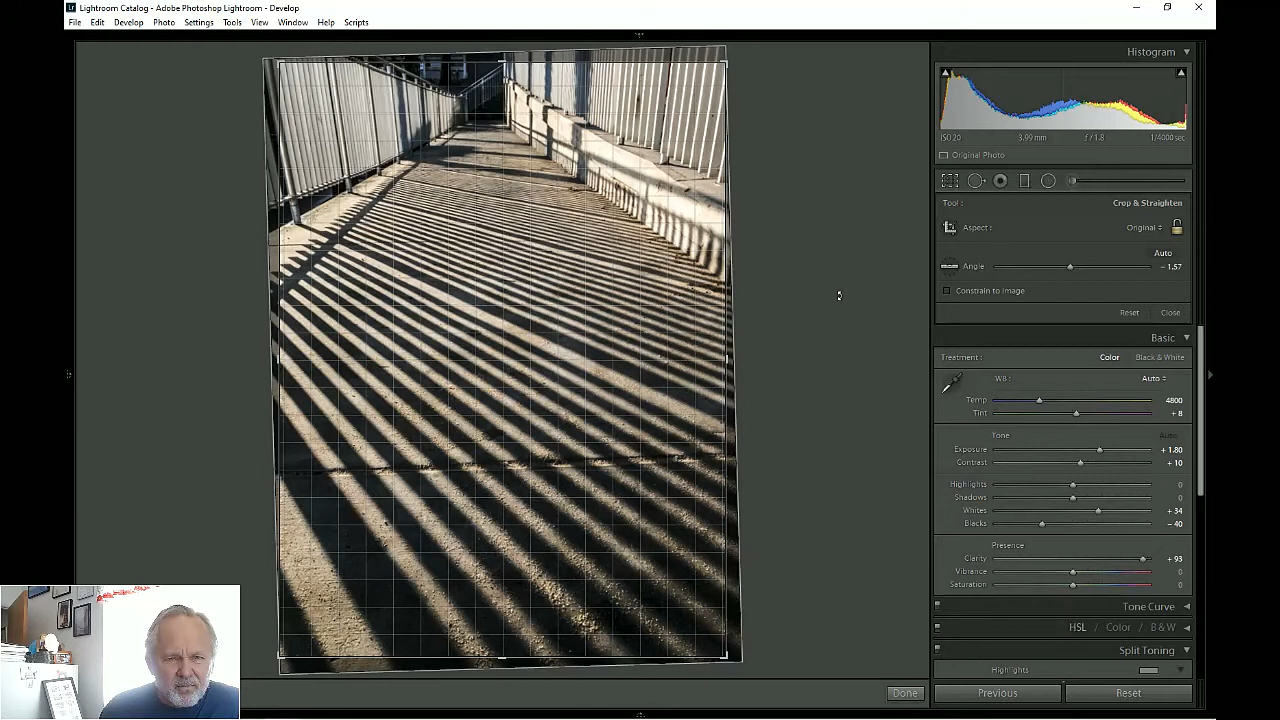 Lightroom Catalog - Adobe Photoshop Lightroom - Develop
File Edit Develop Photo Settings Tools View Window Help Scripts
Histogram
ISO 20 3.99 mm f / 1.8 1/4000 sec
Original Photo
Tool : Crop & Straighten
Aspect : Original
Auto
Angle - 1.57
Constrain to Image
Reset Close
Basic
Treatment : Color Black & White
WB : Auto
Temp 4800
Tint + 8
Tone Auto
Exposure + 1.80
Contrast + 10
Highlights 0
Shadows 0
Whites + 34
Blacks - 40
Presence
Clarity + 93
Vibrance 0
Saturation 0
Tone Curve
HSL / Color / B & W
Split Toning
Highlights
Done Previous Reset